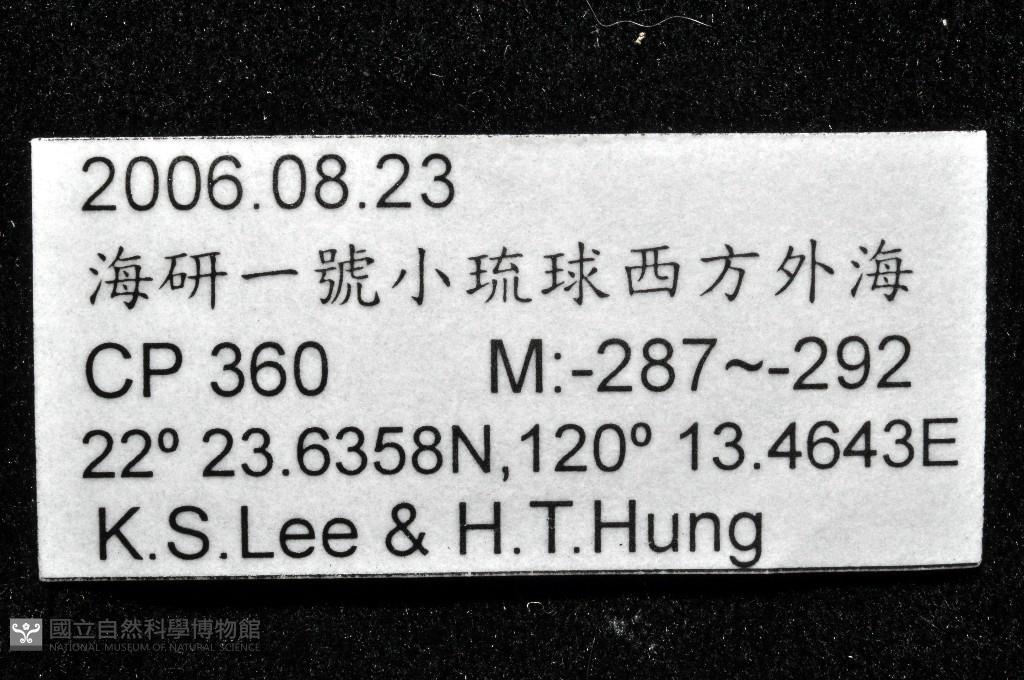 2006.08.23
海研一號小琉球西方外海
CP 360 M:-287~-292
22º 23.6358N,120º 13.4643E
K.S.Lee & H.T.Hung
國立自然科學博物館
NATIONAL MUSEUM OF NATURAL SCIENCE